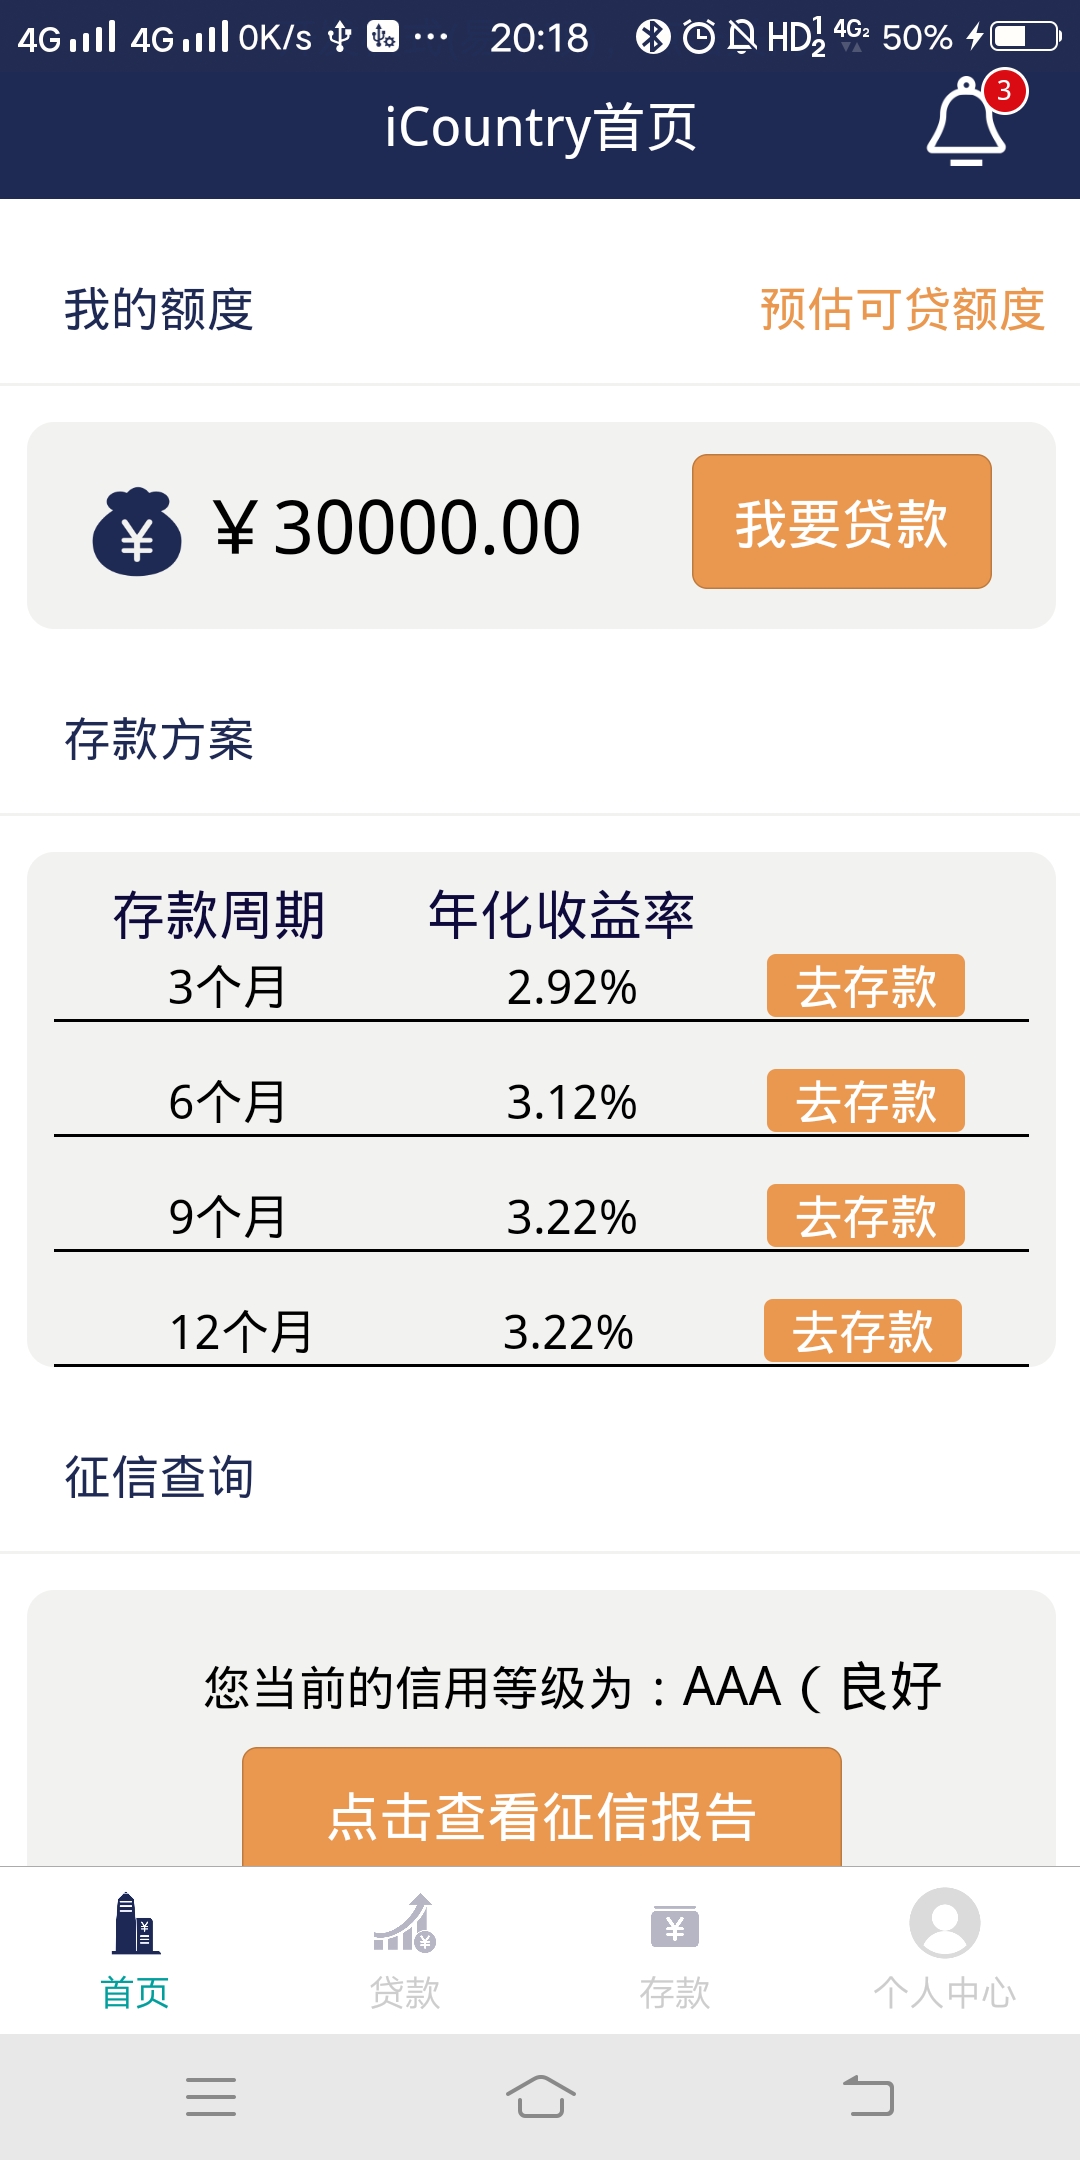 4G 4G 0K/s 20:18 HD 1 2 4G2 50%
iCountry首页
3
我的额度 预估可贷额度
¥ ￥30000.00 我要贷款
存款方案
存款周期 年化收益率
3个月 2.92% 去存款
6个月 3.12% 去存款
9个月 3.22% 去存款
12个月 3.22% 去存款
征信查询
您当前的信用等级为：AAA（良好
点击查看征信报告
首页 贷款 存款 个人中心